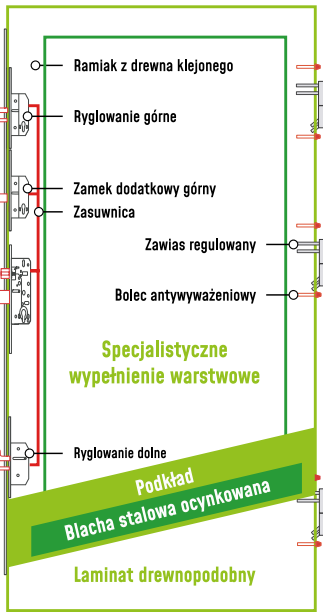 Ramiak z drewna klejonego
Ryglowanie górne
Zamek dodatkowy górny
Zasuwnica
Zawias regulowany
Bolec antywyważeniowy
Specjalistyczne
wypełnienie warstwowe
Ryglowanie dolne
Podkład
Blacha stalowa ocynkowana
Laminat drewnopodobny